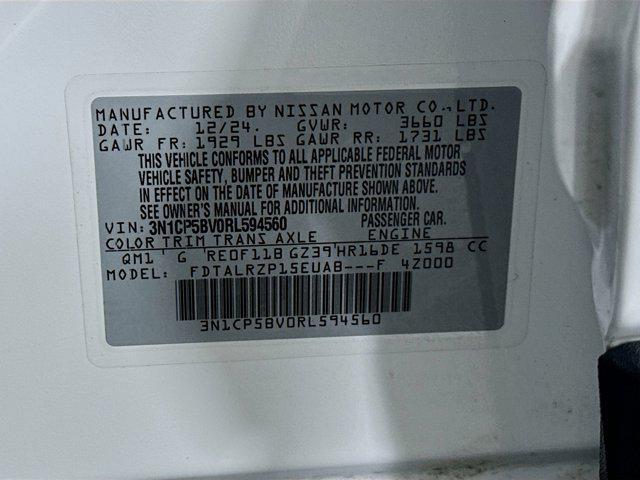 MANUFACTURED BY NISSAN MOTOR CO., LTD.
DATE: 12/24. GVWR: 3660 LBS
GAWR FR: 1929 LBS GAWR RR: 1731 LBS
THIS VEHICLE CONFORMS TO ALL APPLICABLE FEDERAL MOTOR
VEHICLE SAFETY, BUMPER AND THEFT PREVENTION STANDARDS
IN EFFECT ON THE DATE OF MANUFACTURE SHOWN ABOVE.
SEE OWNER'S MANUAL FOR ADDITIONAL INFORMATION.
VIN: 3N1CP5BV0RL594560 PASSENGER CAR.
COLOR TRIM TRANS AXLE ENGINE
QM1 G RE0F11B GZ39 HR16DE 1598 CC
MODEL: FDTALRZP15EUAB---F 4Z000
3N1CP5BV0RL594560